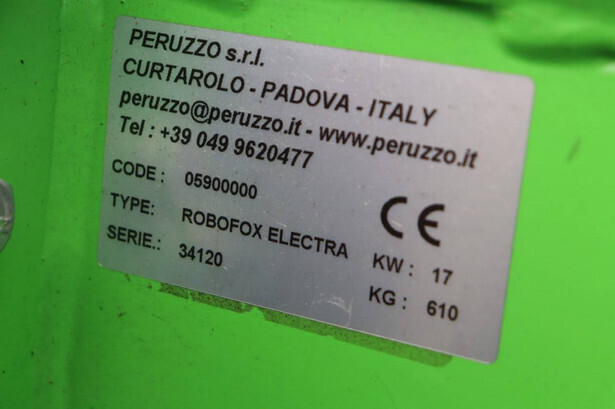 PERUZZO s.r.l.
CURTAROLO - PADOVA - ITALY
peruzzo@peruzzo.it - www.peruzzo.it
Tel : +39 049 9620477
CODE : 05900000
TYPE: ROBOFOX ELECTRA
SERIE.: 34120
CE
KW : 17
KG : 610